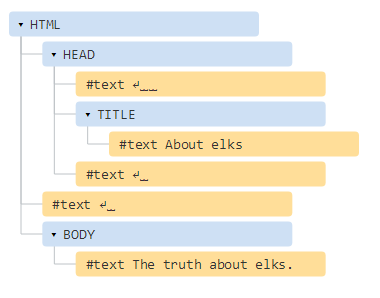 ▾ HTML
▾ HEAD
#text ↵␣␣
▾ TITLE
#text About elks
#text ↵␣
#text ↵␣
▾ BODY
#text The truth about elks.